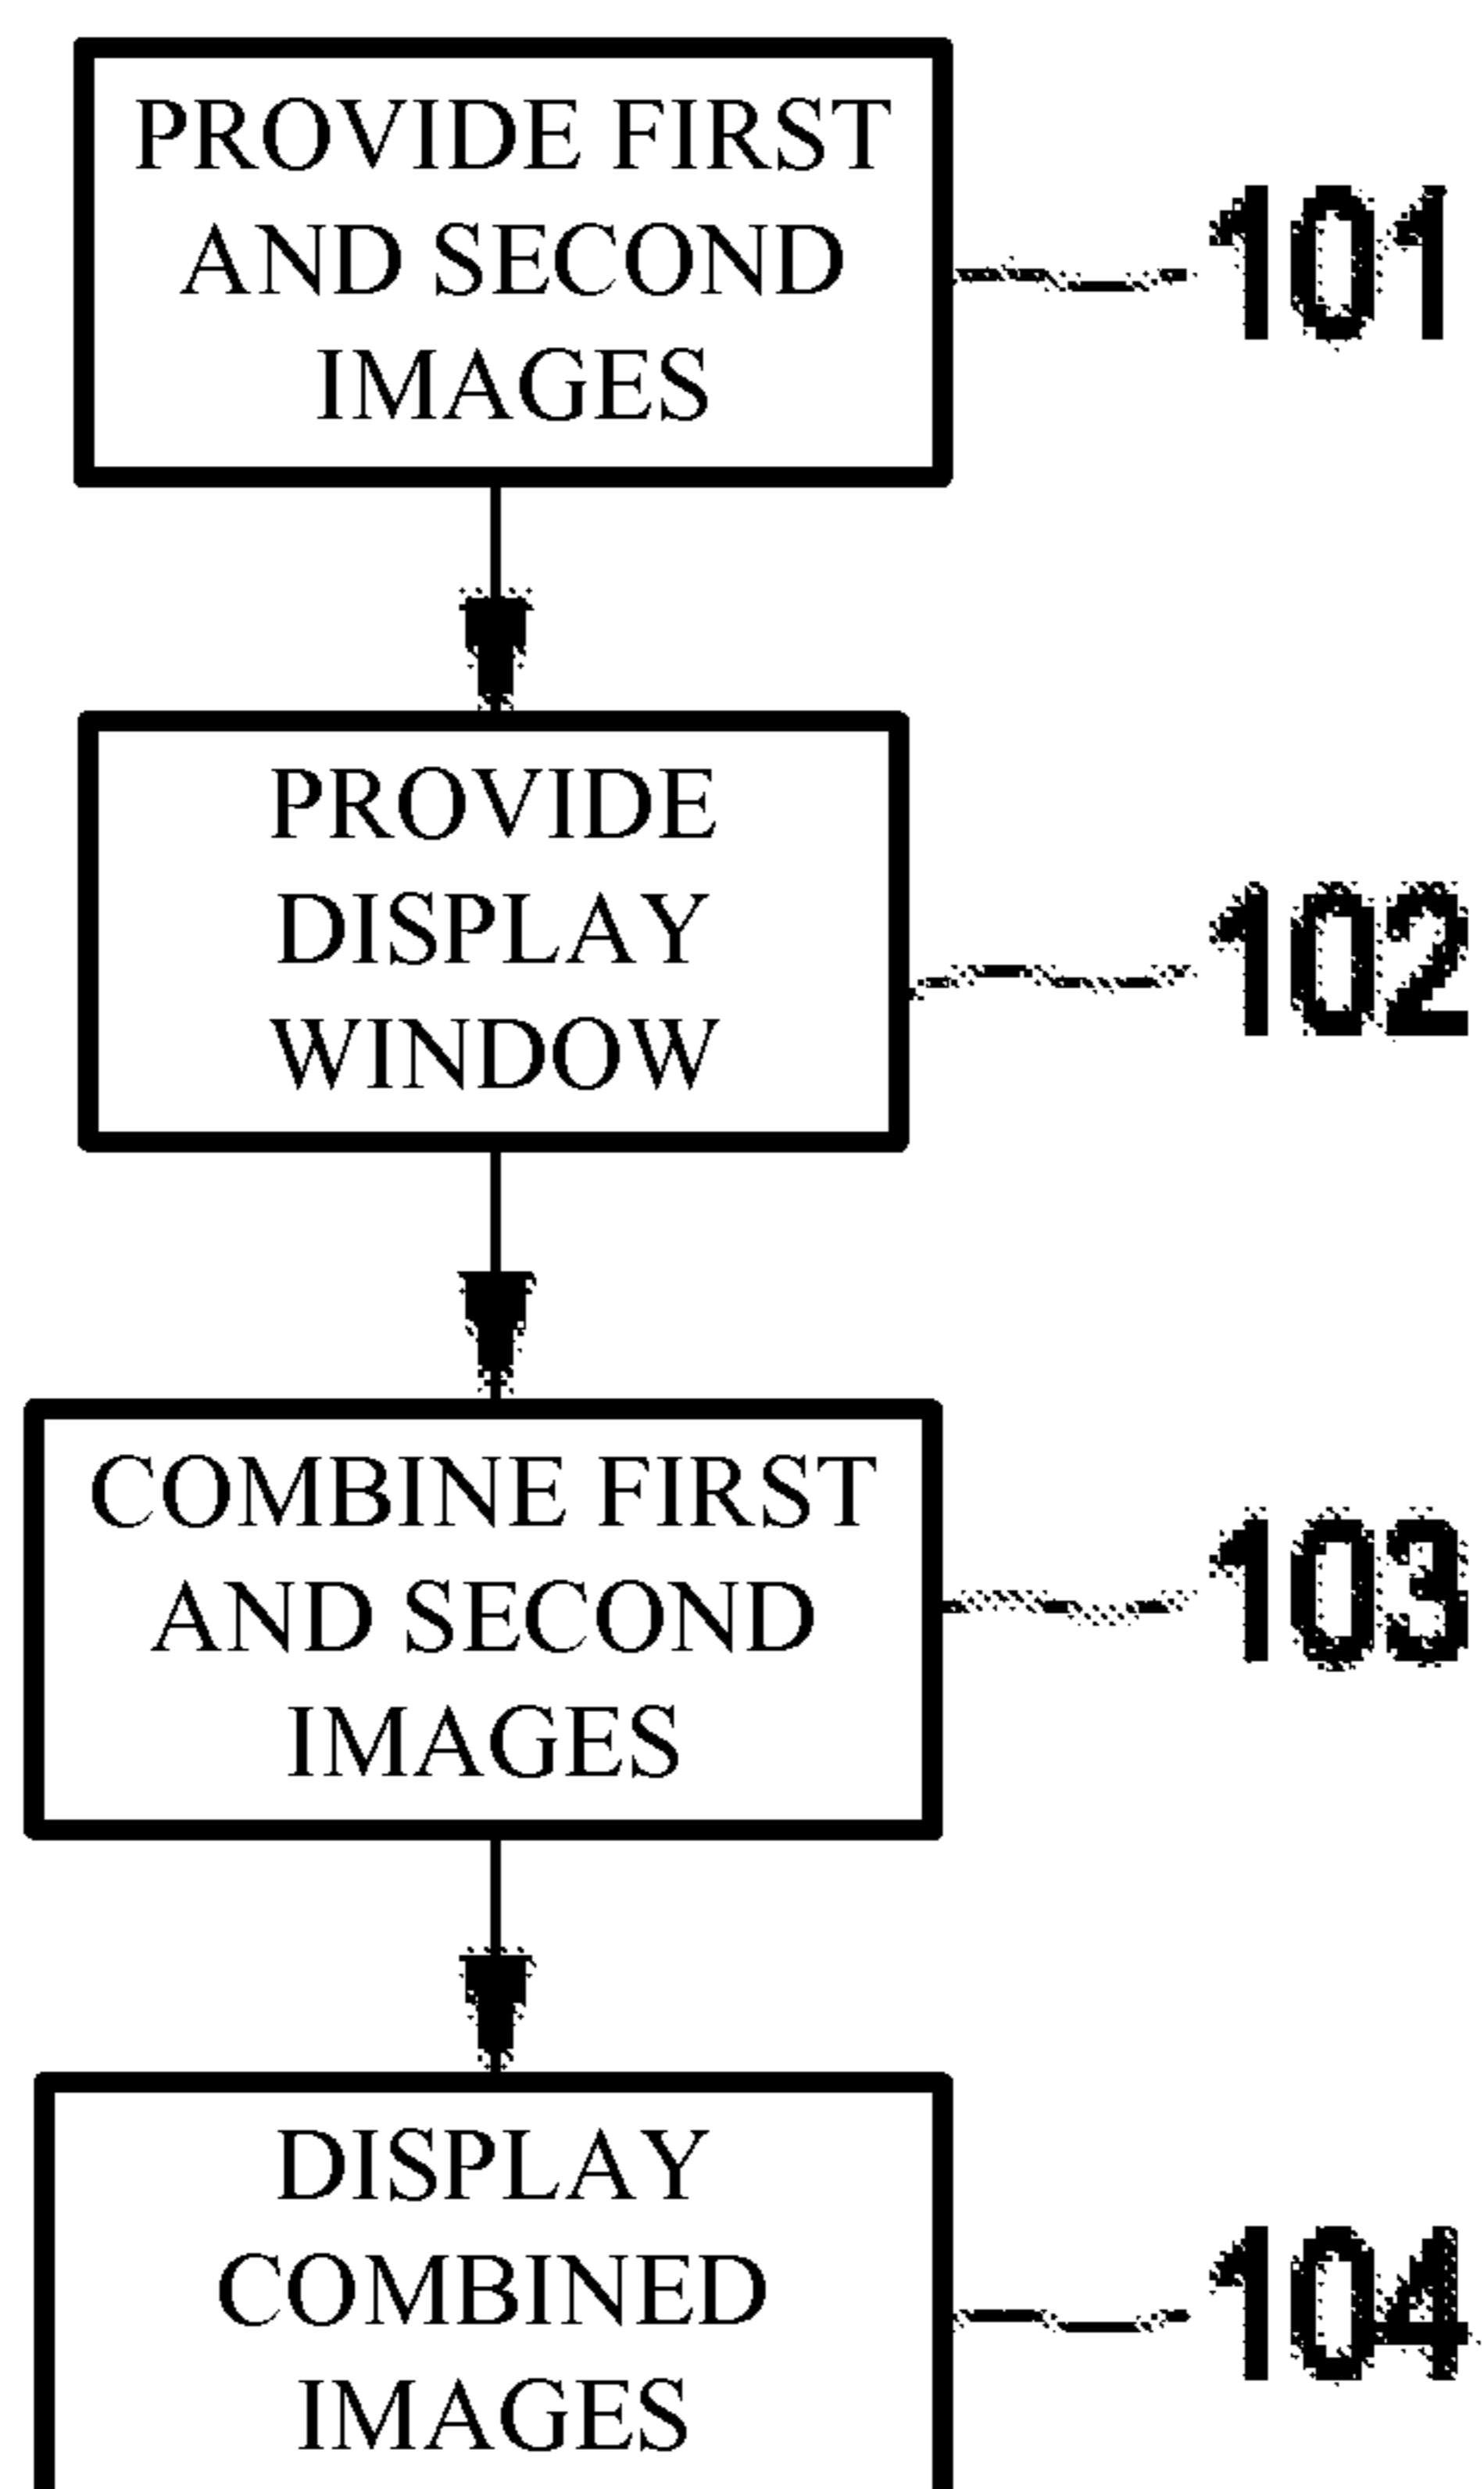 PROVIDE FIRST
AND SECOND
IMAGES
101
PROVIDE
DISPLAY
WINDOW
102
COMBINE FIRST
AND SECOND
IMAGES
103
DISPLAY
COMBINED
IMAGES
104